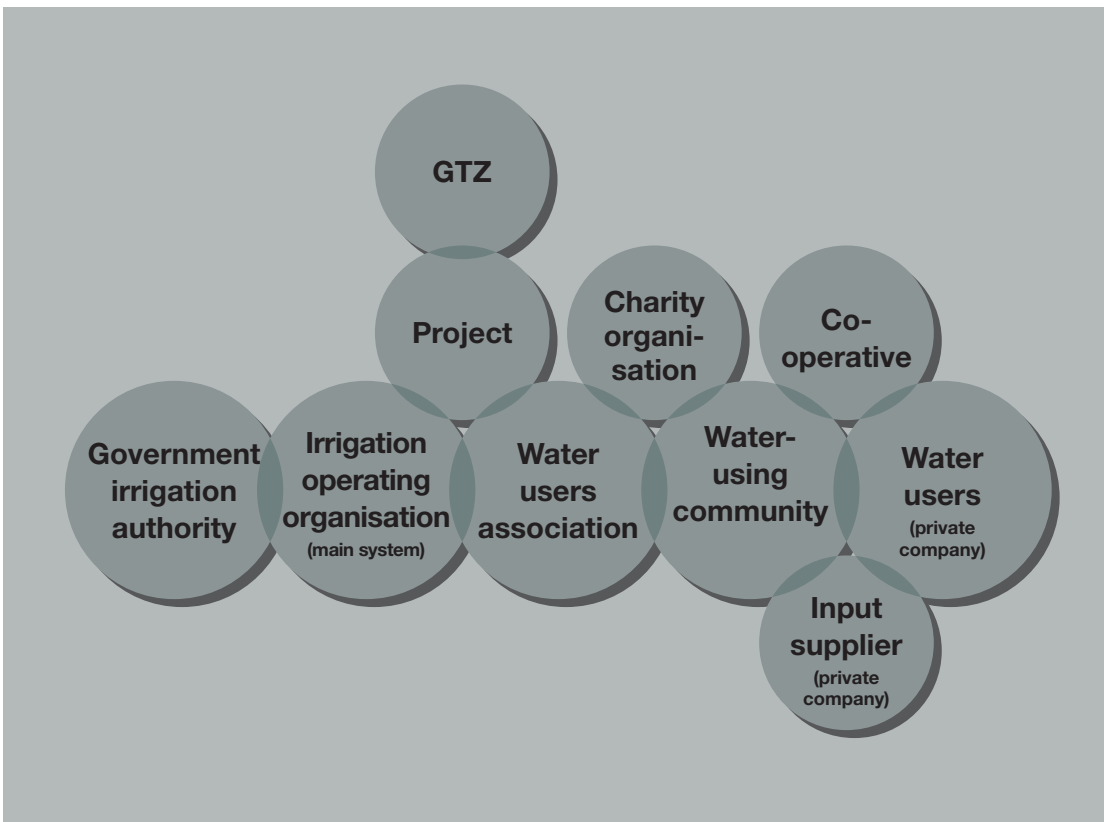 GTZ
Project
Charity
organi-
sation
Co-
operative
Government
irrigation
authority
Irrigation
operating
organisation
(main system)
Water
users
association
Water-
using
community
Water
users
(private
company)
Input
supplier
(private
company)